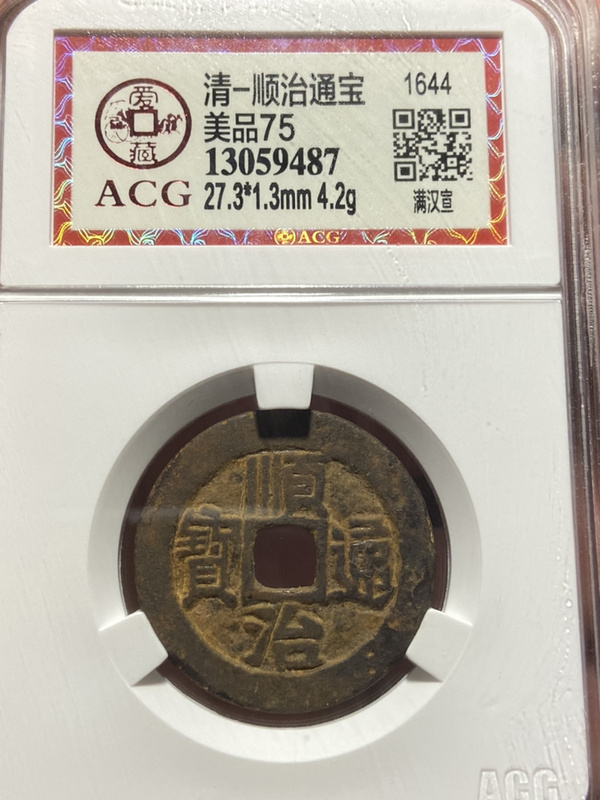 爱
藏
ACG
清-顺治通宝
美品75
13059487
27.3*1.3mm 4.2g
1644
满汉宣
ACG
順
治
通
寶
ACG